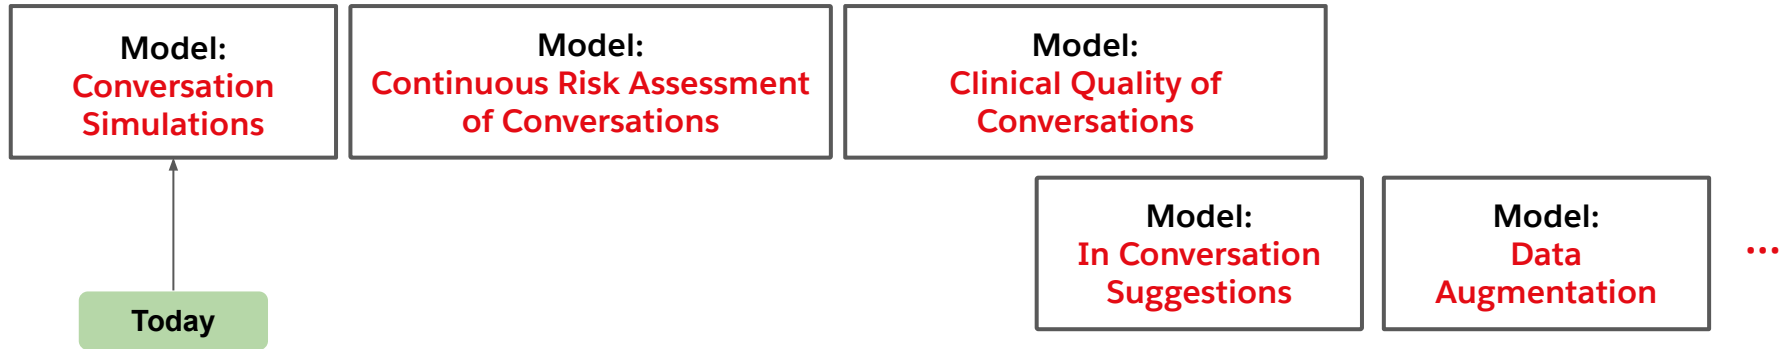 Model:
Conversation
Simulations
Model:
Continuous Risk Assessment
of Conversations
Model:
Clinical Quality of
Conversations
Model:
In Conversation
Suggestions
Model:
Data
Augmentation
...
Today